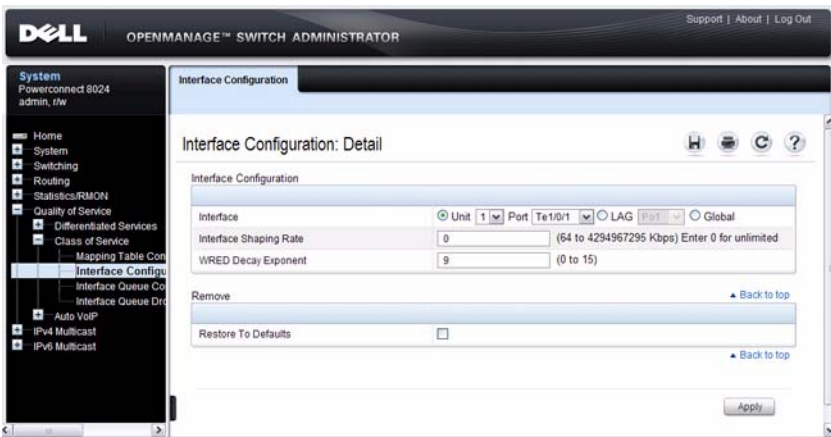 Support | About | Log Out
DELL OPENMANAGE™ SWITCH ADMINISTRATOR
System
Powerconnect 8024
admin, r/w
Interface Configuration
Home
System
Switching
Routing
Statistics/RMON
Quality of Service
Differentiated Services
Class of Service
Mapping Table Con
Interface Configu
Interface Queue Co
Interface Queue Dro
Auto VoIP
IPv4 Multicast
IPv6 Multicast
Interface Configuration: Detail
Interface Configuration
Interface Unit 1 Port Te1/0/1 LAG Po1 Global
Interface Shaping Rate 0 (64 to 4294967295 Kbps) Enter 0 for unlimited
WRED Decay Exponent 9 (0 to 15)
Remove
Back to top
Restore To Defaults
Back to top
Apply